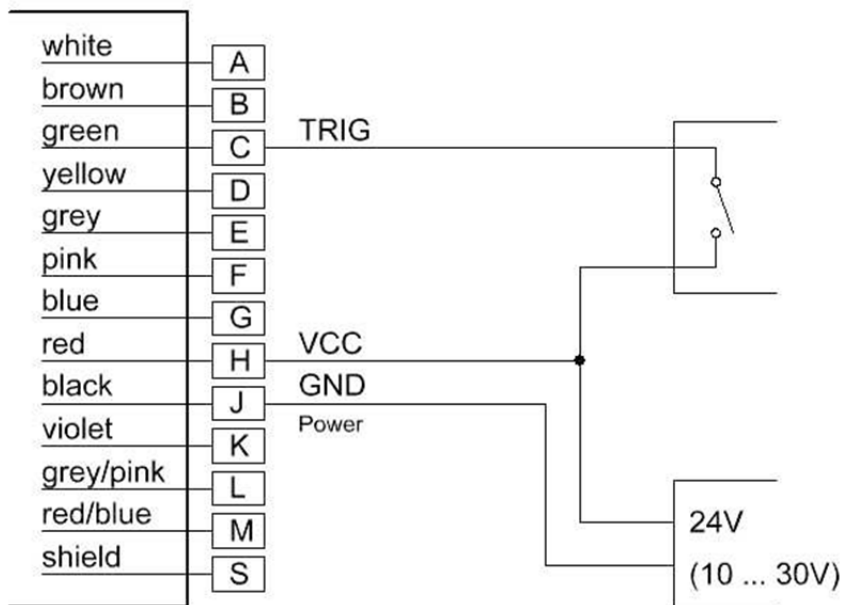 white A
brown B
green C TRIG
yellow D
grey E
pink F
blue G
red H VCC
black J GND
Power
violet K
grey/pink L
red/blue M
shield S
24V
(10 ... 30V)